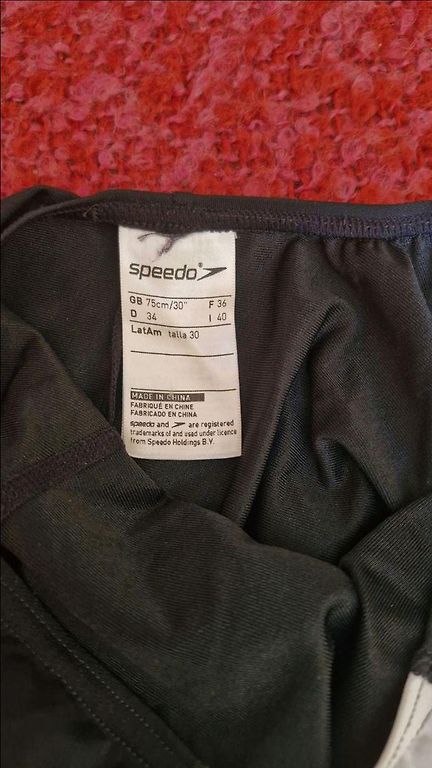 speedo®
GB 75cm/30" F 36
D 34 I 40
LatAm talla 30
MADE IN CHINA
FABRIQUÉ EN CHINE
FABRICADO EN CHINA
speedo and are registered
trademarks of and used under licence
from Speedo Holdings B.V.